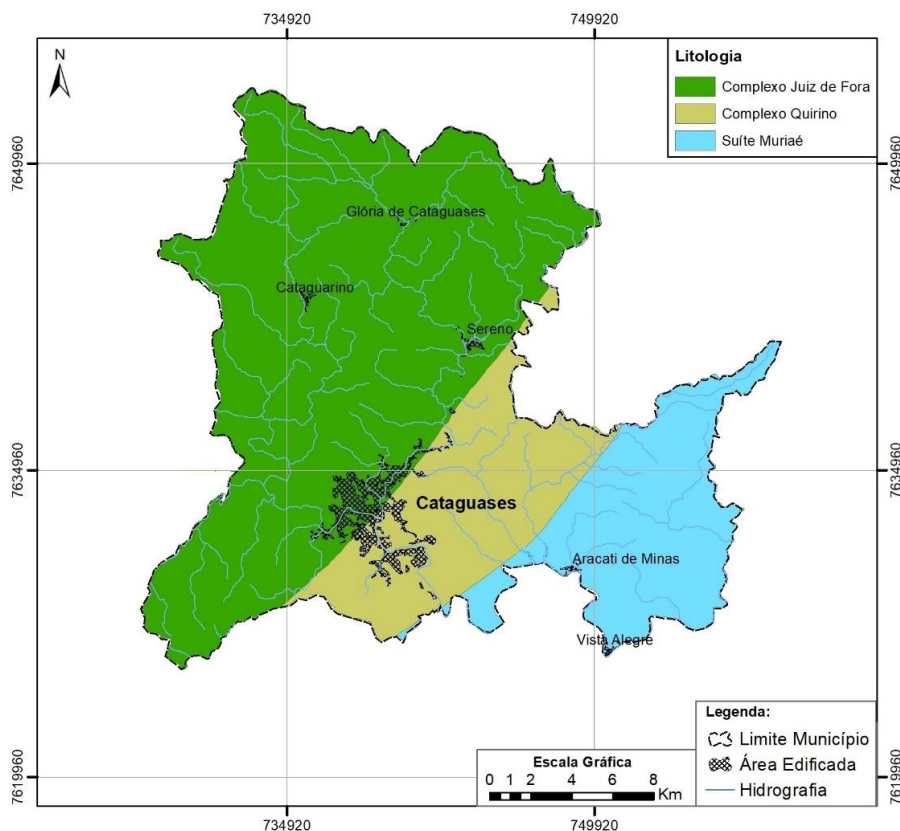 734920
749920
N
Litologia
Complexo Juiz de Fora
Complexo Quirino
Suíte Muriaé
7649960
7649960
Glória de Cataguases
Cataguarino
Sereno
7634960
7634960
Cataguases
Aracati de Minas
Vista Alegre
Legenda:
Limite Município
Área Edificada
Hidrografia
Escala Gráfica
0 1 2 4 6 8
Km
7619960
7619960
734920
749920